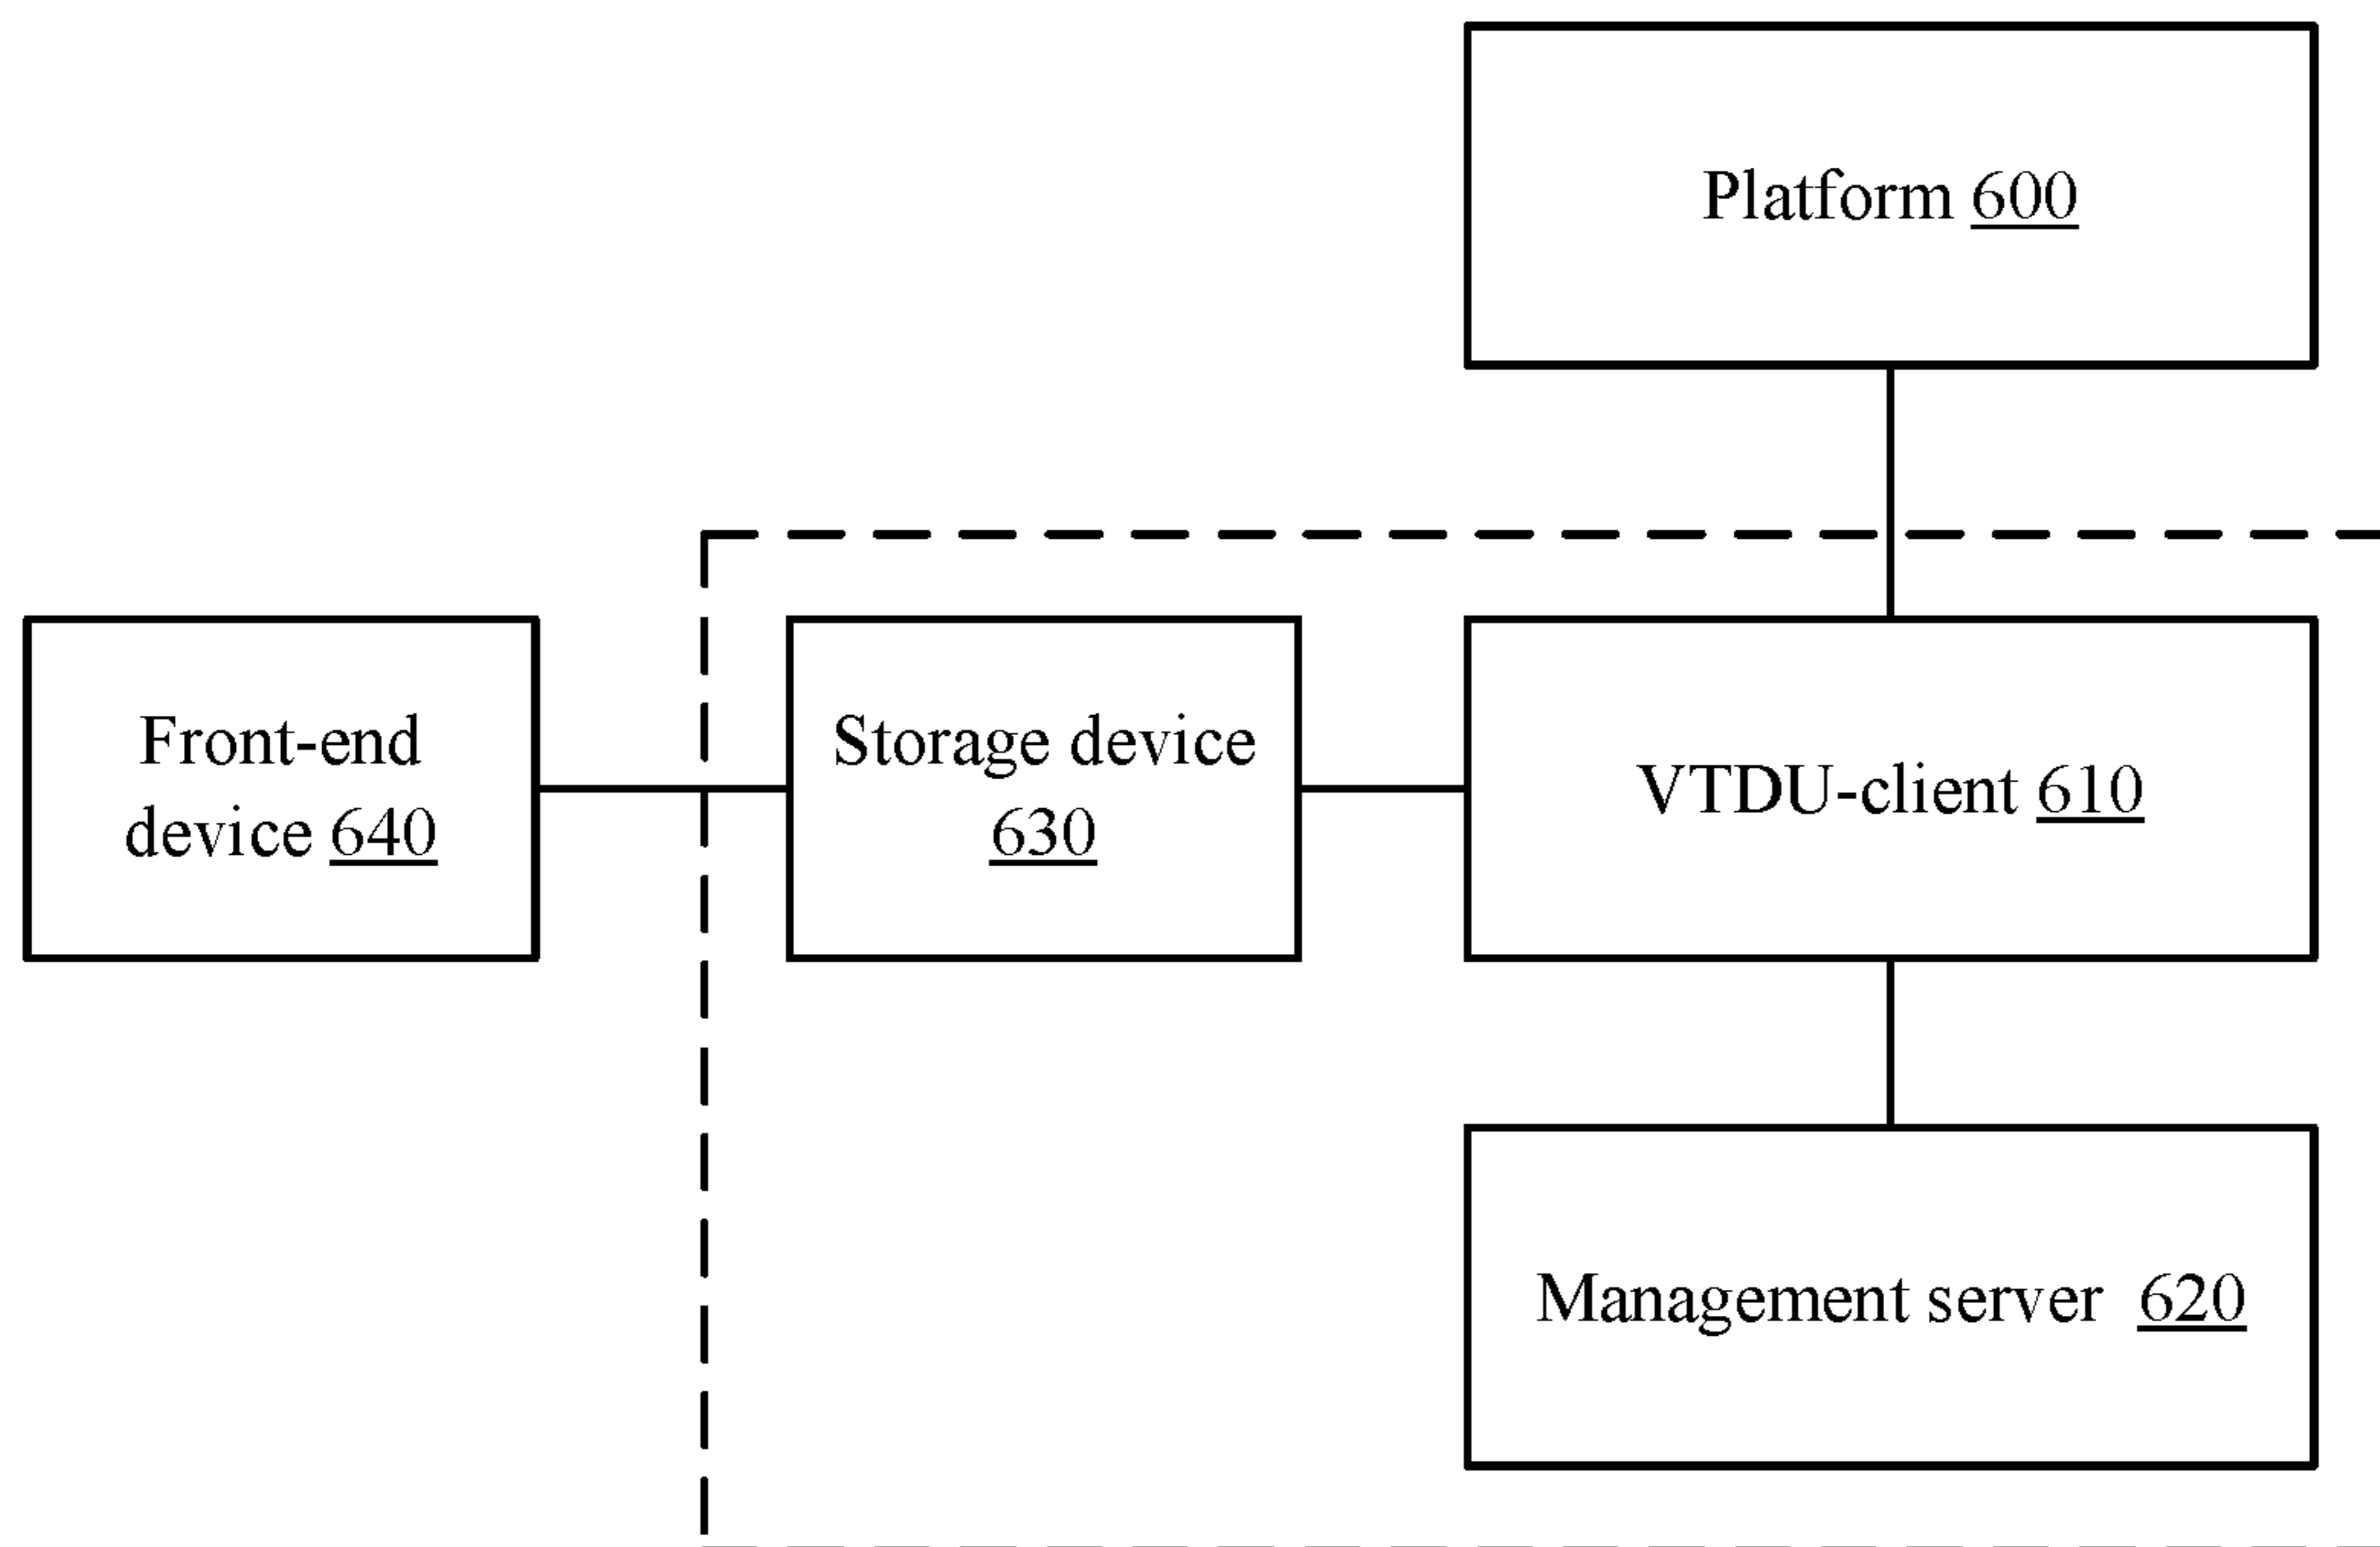 Platform 600
Front-end
device 640
Storage device
630
VTDU-client 610
Management server 620